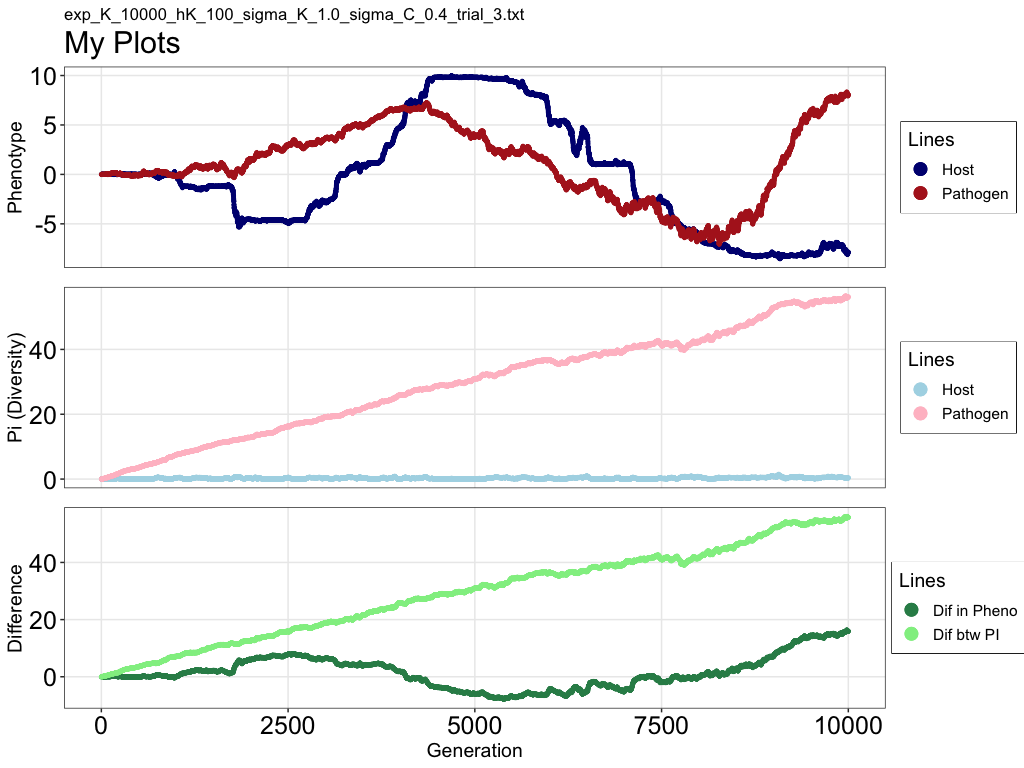 exp_K_10000_hK_100_sigma_K_1.0_sigma_C_0.4_trial_3.txt
My Plots
Phenotype
10
5
0
-5
Lines
Host
Pathogen
Pi (Diversity)
40
20
0
Lines
Host
Pathogen
Difference
40
20
0
Lines
Dif in Pheno
Dif btw PI
0 2500 5000 7500 10000
Generation